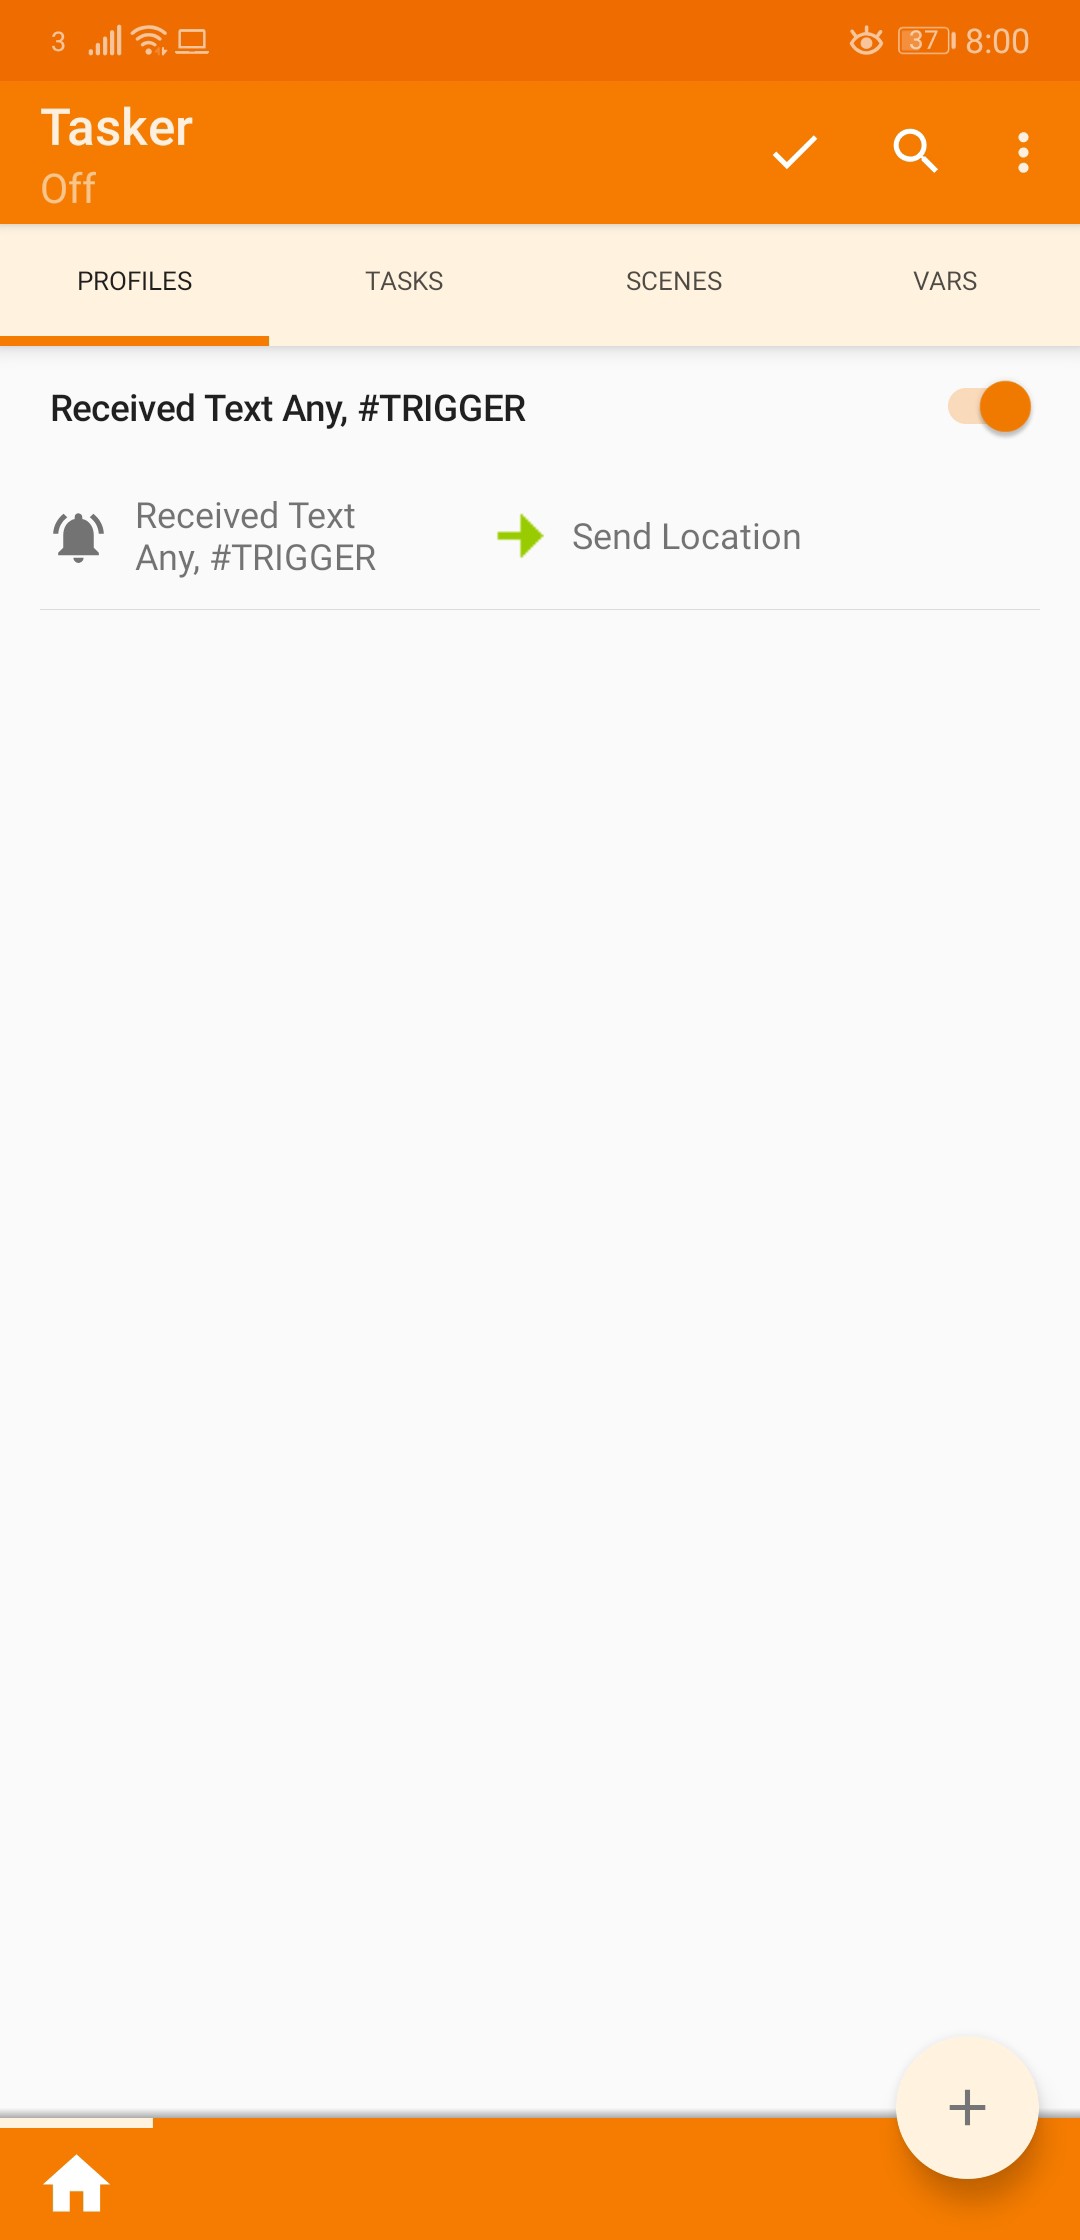 3
37 8:00
Tasker
Off
PROFILES TASKS SCENES VARS
Received Text Any, #TRIGGER
Received Text
Any, #TRIGGER
Send Location